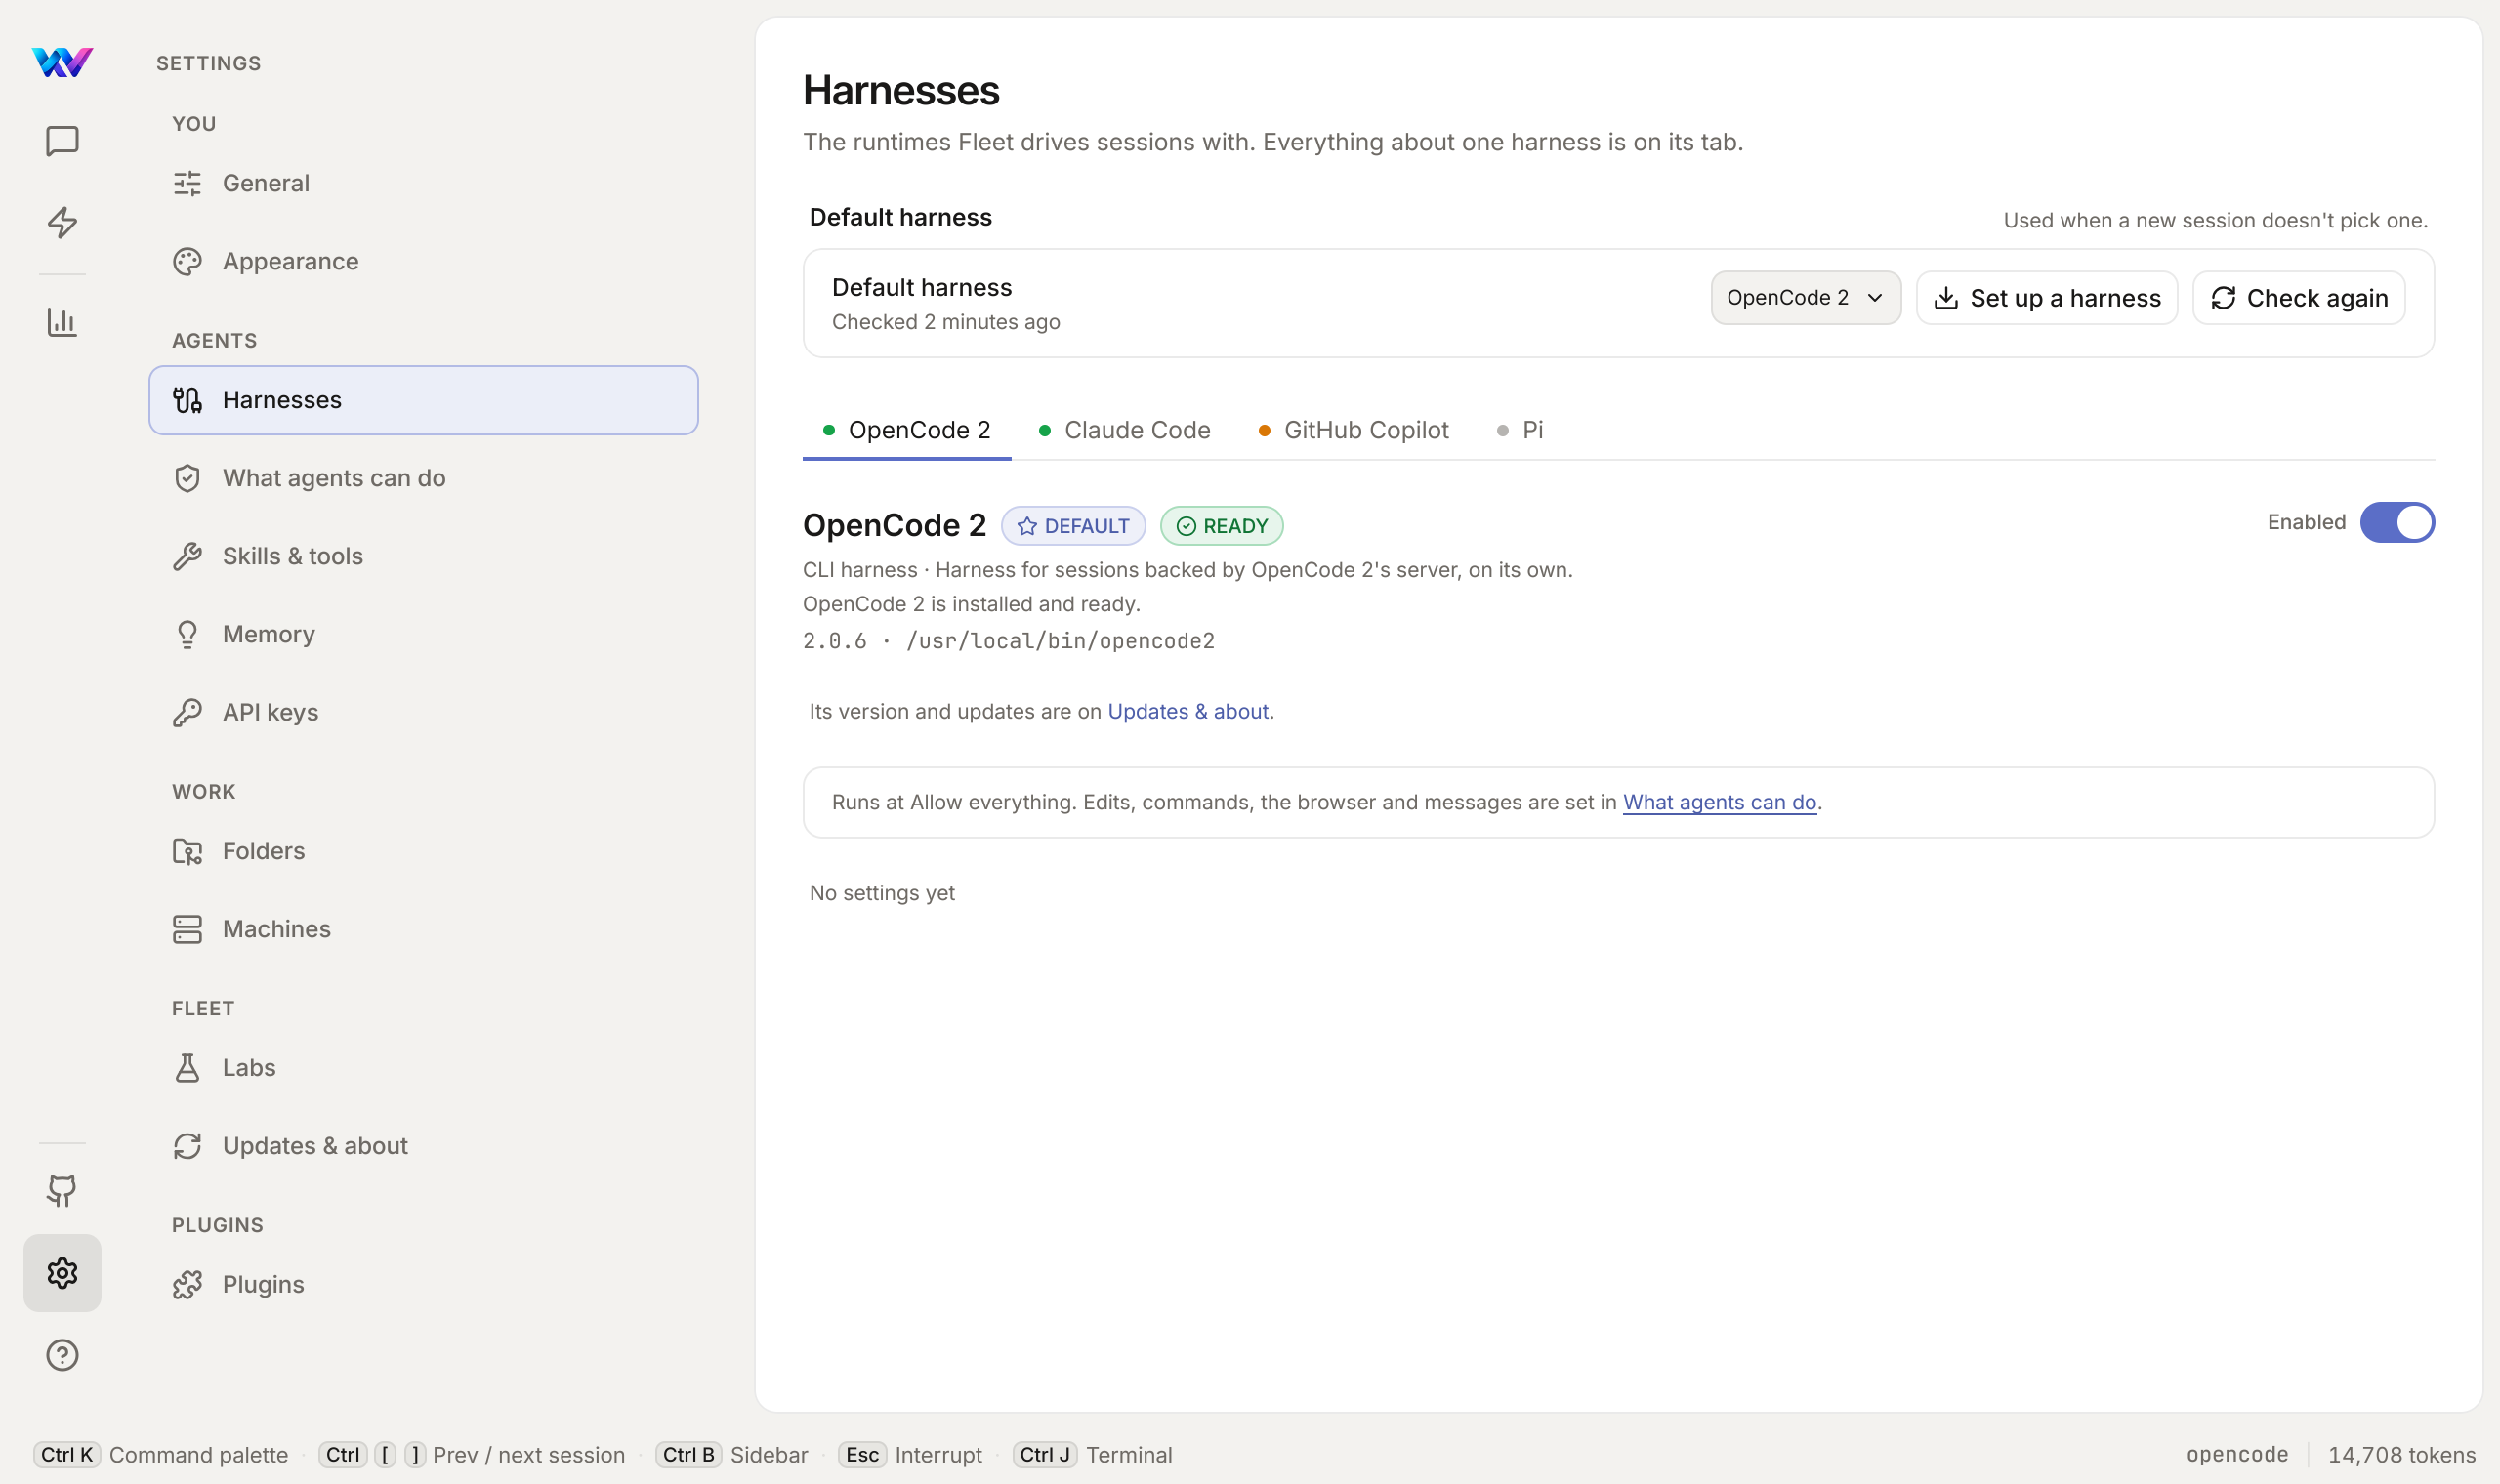 SETTINGS
YOU
General
Appearance
AGENTS
Harnesses
What agents can do
Skills & tools
Memory
API keys
WORK
Folders
Machines
FLEET
Labs
Updates & about
PLUGINS
Plugins
Harnesses
The runtimes Fleet drives sessions with. Everything about one harness is on its tab.
Default harness
Used when a new session doesn't pick one.
Default harness
Checked 2 minutes ago
OpenCode 2
Set up a harness
Check again
OpenCode 2
Claude Code
GitHub Copilot
Pi
OpenCode 2
DEFAULT
READY
Enabled
CLI harness · Harness for sessions backed by OpenCode 2's server, on its own.
OpenCode 2 is installed and ready.
2.0.6 · /usr/local/bin/opencode2
Its version and updates are on Updates & about.
Runs at Allow everything. Edits, commands, the browser and messages are set in What agents can do.
No settings yet
Ctrl K Command palette · Ctrl [ ] Prev / next session · Ctrl B Sidebar · Esc Interrupt · Ctrl J Terminal
opencode
14,708 tokens